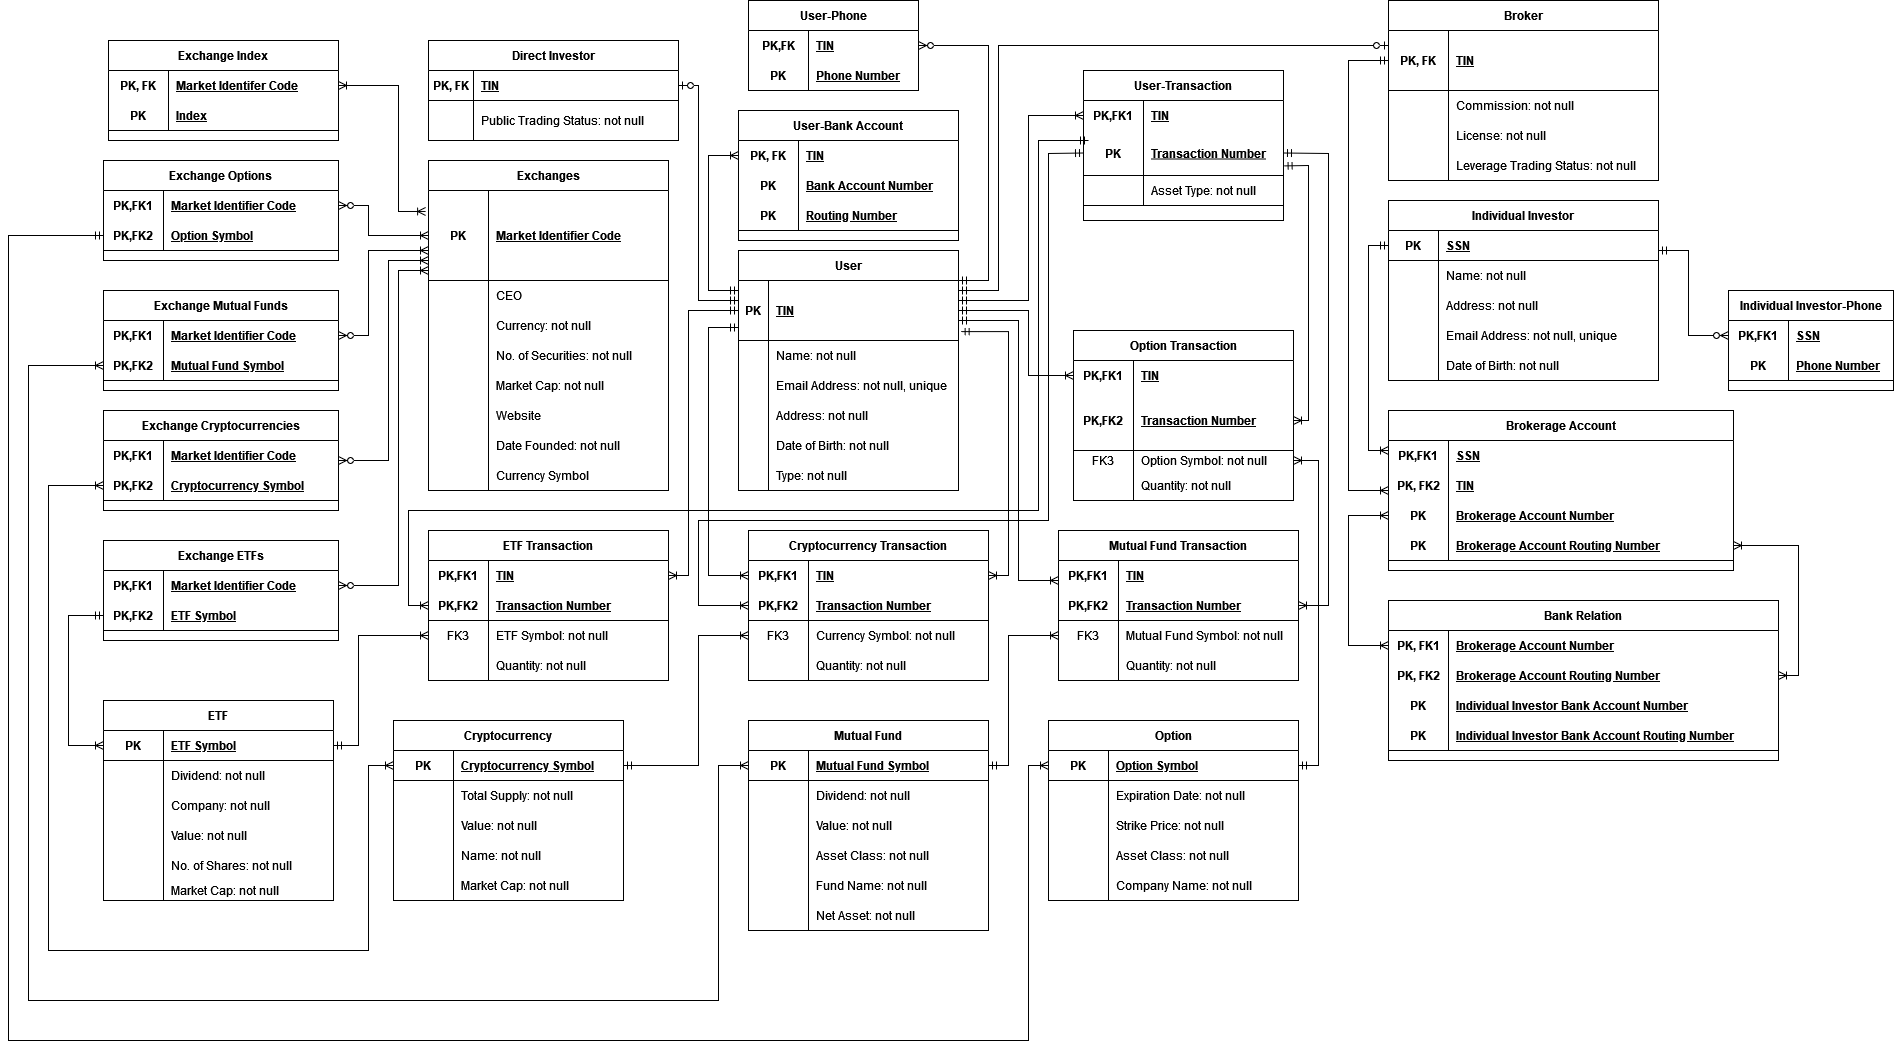 Exchange Index
PK, FK Market Identifer Code
PK Index
Direct Investor
PK, FK TIN
Public Trading Status: not null
User-Phone
PK,FK TIN
PK Phone Number
User-Bank Account
PK, FK TIN
PK Bank Account Number
PK Routing Number
User-Transaction
PK,FK1 TIN
PK Transaction Number
Asset Type: not null
Broker
PK, FK TIN
Commission: not null
License: not null
Leverage Trading Status: not null
Exchange Options
PK,FK1 Market Identifier Code
PK,FK2 Option Symbol
Exchanges
PK Market Identifier Code
CEO
Currency: not null
No. of Securities: not null
Market Cap: not null
Website
Date Founded: not null
Currency Symbol
User
PK TIN
Name: not null
Email Address: not null, unique
Address: not null
Date of Birth: not null
Type: not null
Individual Investor
PK SSN
Name: not null
Address: not null
Email Address: not null, unique
Date of Birth: not null
Individual Investor-Phone
PK,FK1 SSN
PK Phone Number
Exchange Mutual Funds
PK,FK1 Market Identifier Code
PK,FK2 Mutual Fund Symbol
Option Transaction
PK,FK1 TIN
PK,FK2 Transaction Number
FK3 Option Symbol: not null
Quantity: not null
Exchange Cryptocurrencies
PK,FK1 Market Identifier Code
PK,FK2 Cryptocurrency Symbol
Brokerage Account
PK,FK1 SSN
PK, FK2 TIN
PK Brokerage Account Number
PK Brokerage Account Routing Number
Exchange ETFs
PK,FK1 Market Identifier Code
PK,FK2 ETF Symbol
ETF Transaction
PK,FK1 TIN
PK,FK2 Transaction Number
FK3 ETF Symbol: not null
Quantity: not null
Cryptocurrency Transaction
PK,FK1 TIN
PK,FK2 Transaction Number
FK3 Currency Symbol: not null
Quantity: not null
Mutual Fund Transaction
PK,FK1 TIN
PK,FK2 Transaction Number
FK3 Mutual Fund Symbol: not null
Quantity: not null
Bank Relation
PK, FK1 Brokerage Account Number
PK, FK2 Brokerage Account Routing Number
PK Individual Investor Bank Account Number
PK Individual Investor Bank Account Routing Number
ETF
PK ETF Symbol
Dividend: not null
Company: not null
Value: not null
No. of Shares: not null
Market Cap: not null
Cryptocurrency
PK Cryptocurrency Symbol
Total Supply: not null
Value: not null
Name: not null
Market Cap: not null
Mutual Fund
PK Mutual Fund Symbol
Dividend: not null
Value: not null
Asset Class: not null
Fund Name: not null
Net Asset: not null
Option
PK Option Symbol
Expiration Date: not null
Strike Price: not null
Asset Class: not null
Company Name: not null